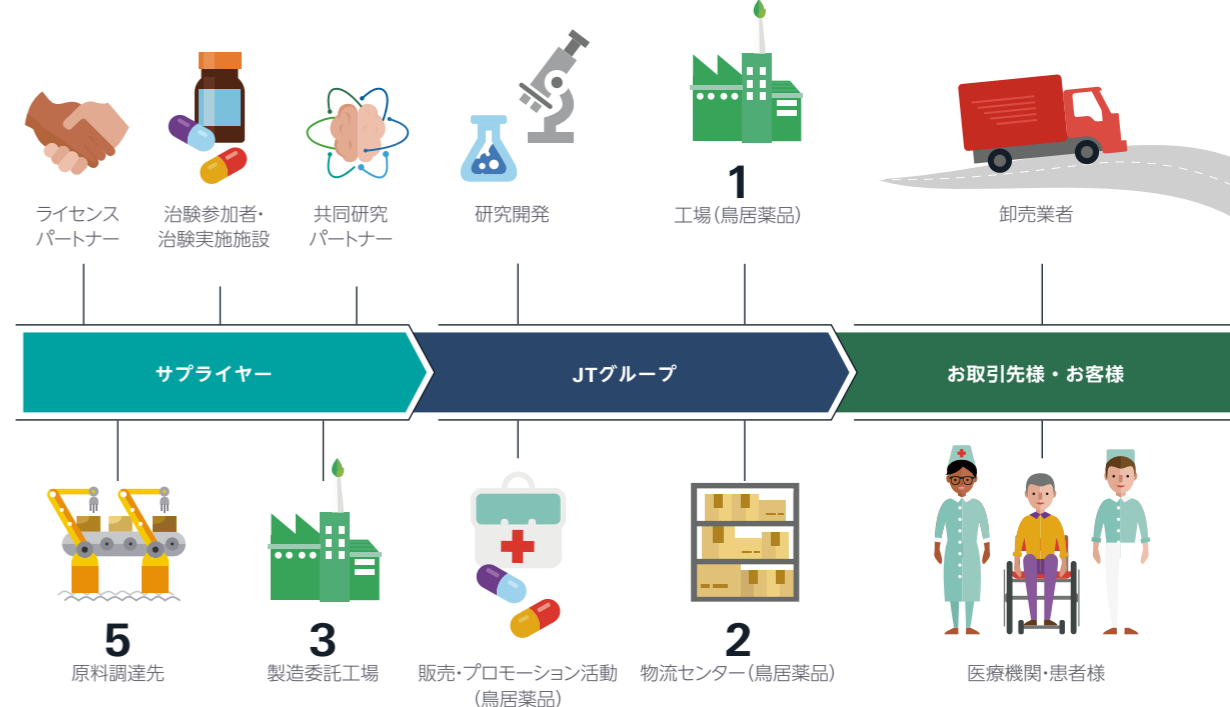 ライセンス
パートナー
治験参加者・
治験実施施設
共同研究
パートナー
研究開発
1
工場(鳥居薬品)
卸売業者
サプライヤー
JTグループ
お取引先様・お客様
5
原料調達先
3
製造委託工場
販売・プロモーション活動
(鳥居薬品)
2
物流センター(鳥居薬品)
医療機関・患者様